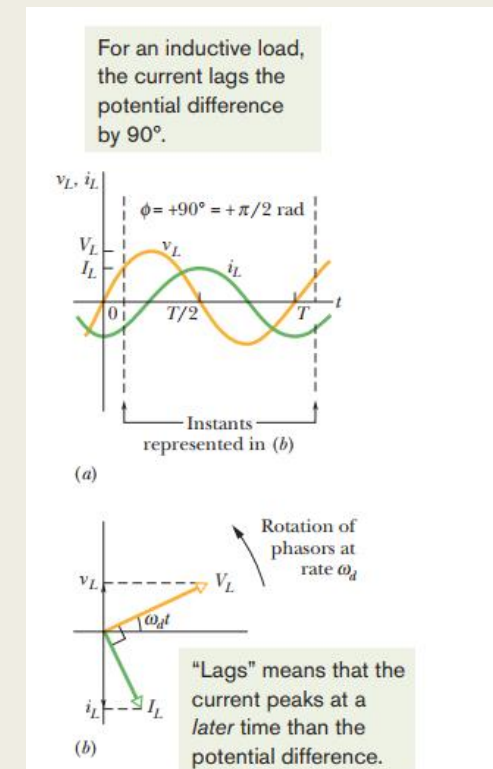 For an inductive load,
the current lags the
potential difference
by 90°.
v_L, i_L
ϕ= +90° = +π/2 rad
V_L
I_L
v_L
i_L
0
T/2
T
t
Instants
represented in (b)
(a)
Rotation of
phasors at
rate ω_d
v_L
V_L
ω_dt
i_L
I_L
"Lags" means that the
current peaks at a
later time than the
potential difference.
(b)